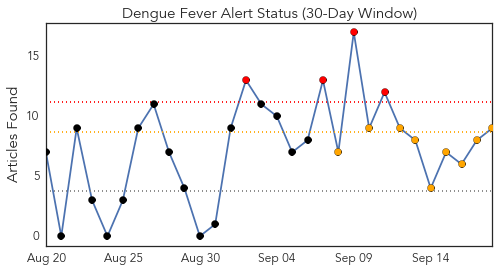 Dengue Fever Alert Status (30-Day Window)
Articles Found
15
10
5
0
Aug 20 Aug 25 Aug 30 Sep 04 Sep 09 Sep 14